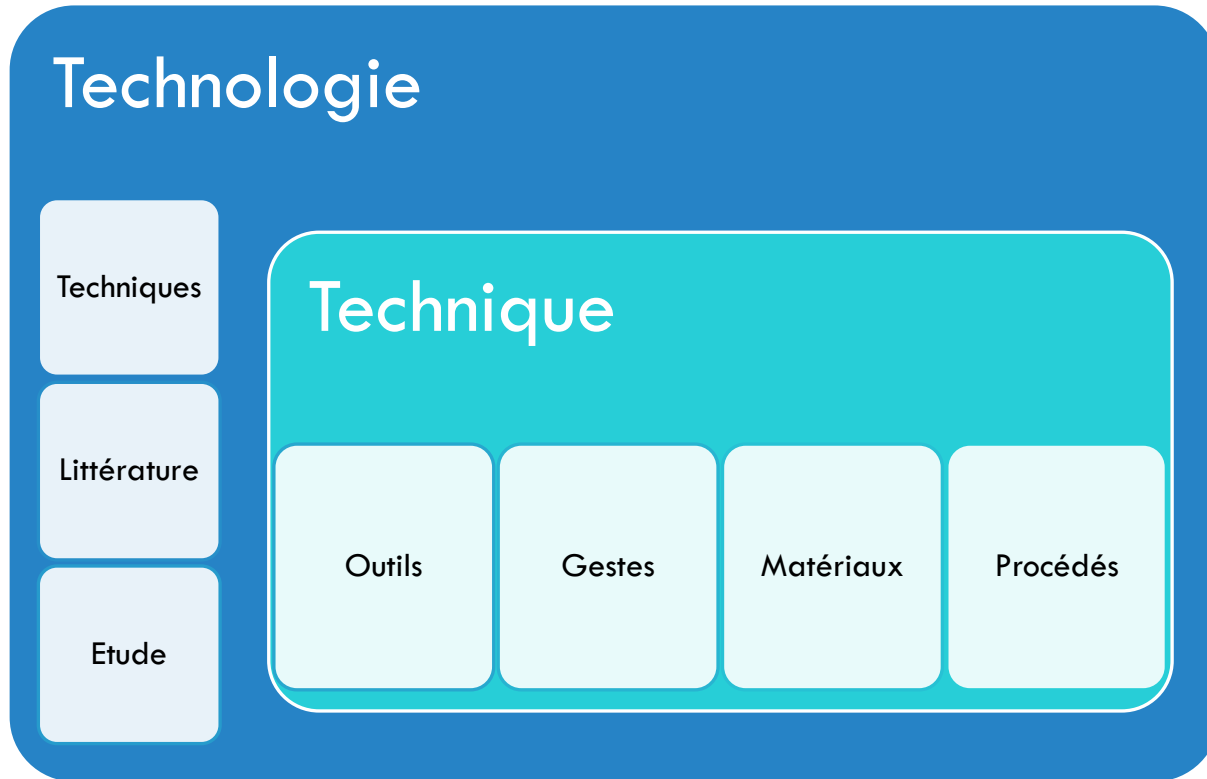 Technologie
Techniques
Littérature
Etude
Technique
Outils
Gestes
Matériaux
Procédés